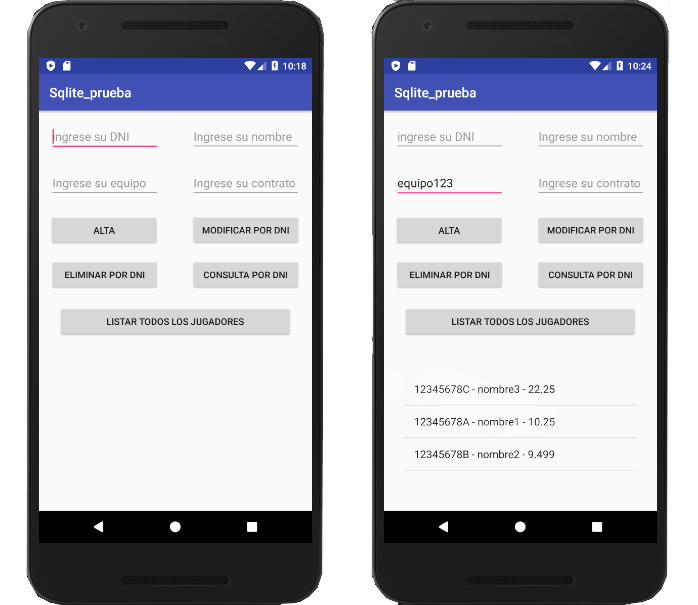 10:18
Sqlite_prueba
Ingrese su DNI
Ingrese su nombre
Ingrese su equipo
Ingrese su contrato
ALTA
MODIFICAR POR DNI
ELIMINAR POR DNI
CONSULTA POR DNI
LISTAR TODOS LOS JUGADORES
10:24
Sqlite_prueba
ingrese su DNI
Ingrese su nombre
equipo123
Ingrese su contrato
ALTA
MODIFICAR POR DNI
ELIMINAR POR DNI
CONSULTA POR DNI
LISTAR TODOS LOS JUGADORES
12345678C - nombre3 - 22.25
12345678A - nombre1 - 10.25
12345678B - nombre2 - 9.499